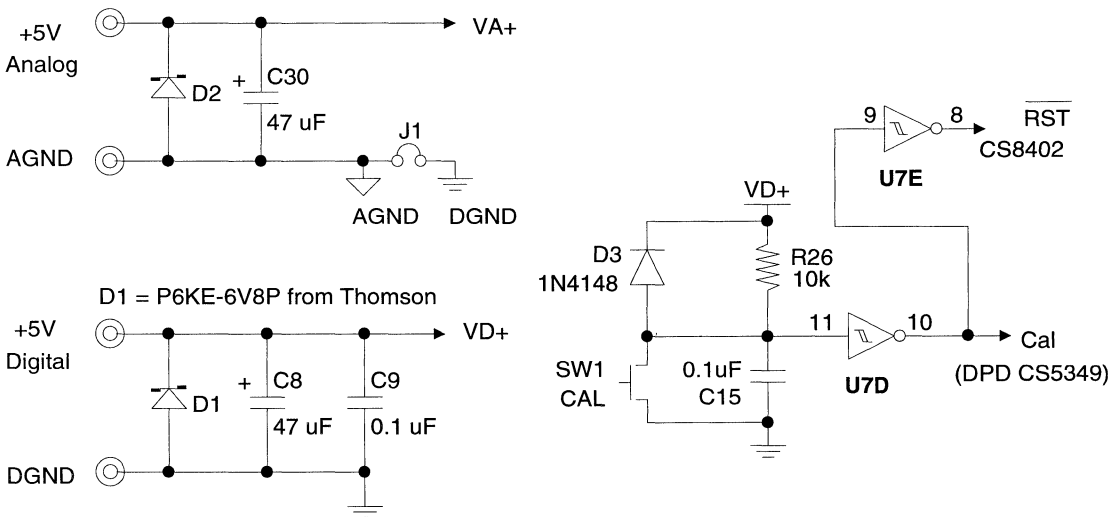 +5V
Analog
VA+
D2
+
C30
47 uF
AGND
J1
AGND
DGND
D1 = P6KE-6V8P from Thomson
+5V
Digital
VD+
D1
+
C8
47 uF
C9
0.1 uF
DGND
9
8
RST
CS8402
U7E
VD+
D3
1N4148
R26
10k
11
10
Cal
(DPD CS5349)
U7D
SW1
CAL
0.1uF
C15